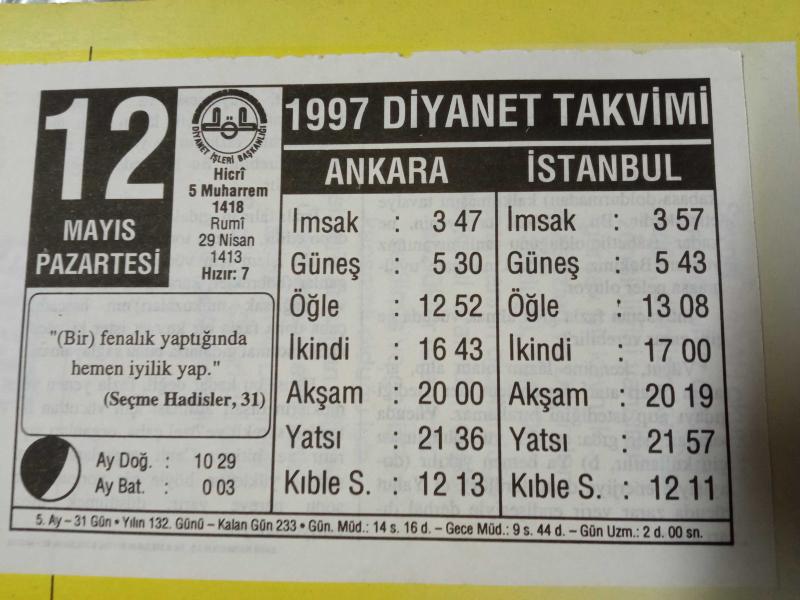 12
MAYIS
PAZARTESİ
DİYANET İŞLERİ BAŞKANLIĞI
Hicrî
5 Muharrem
1418
Rumî
29 Nisan
1413
Hızır: 7
1997 DİYANET TAKVİMİ
ANKARA
İmsak : 3 47
Güneş : 5 30
Öğle : 12 52
İkindi : 16 43
Akşam : 20 00
Yatsı : 21 36
Kıble S. : 12 13
İSTANBUL
İmsak : 3 57
Güneş : 5 43
Öğle : 13 08
İkindi : 17 00
Akşam : 20 19
Yatsı : 21 57
Kıble S. : 12 11
"(Bir) fenalık yaptığında
hemen iyilik yap."
(Seçme Hadisler, 31)
Ay Doğ. : 10 29
Ay Bat. : 0 03
5. Ay – 31 Gün • Yılın 132. Günü – Kalan Gün 233 • Gün. Müd.: 14 s. 16 d. – Gece Müd.: 9 s. 44 d. – Gün Uzm.: 2 d. 00 sn.